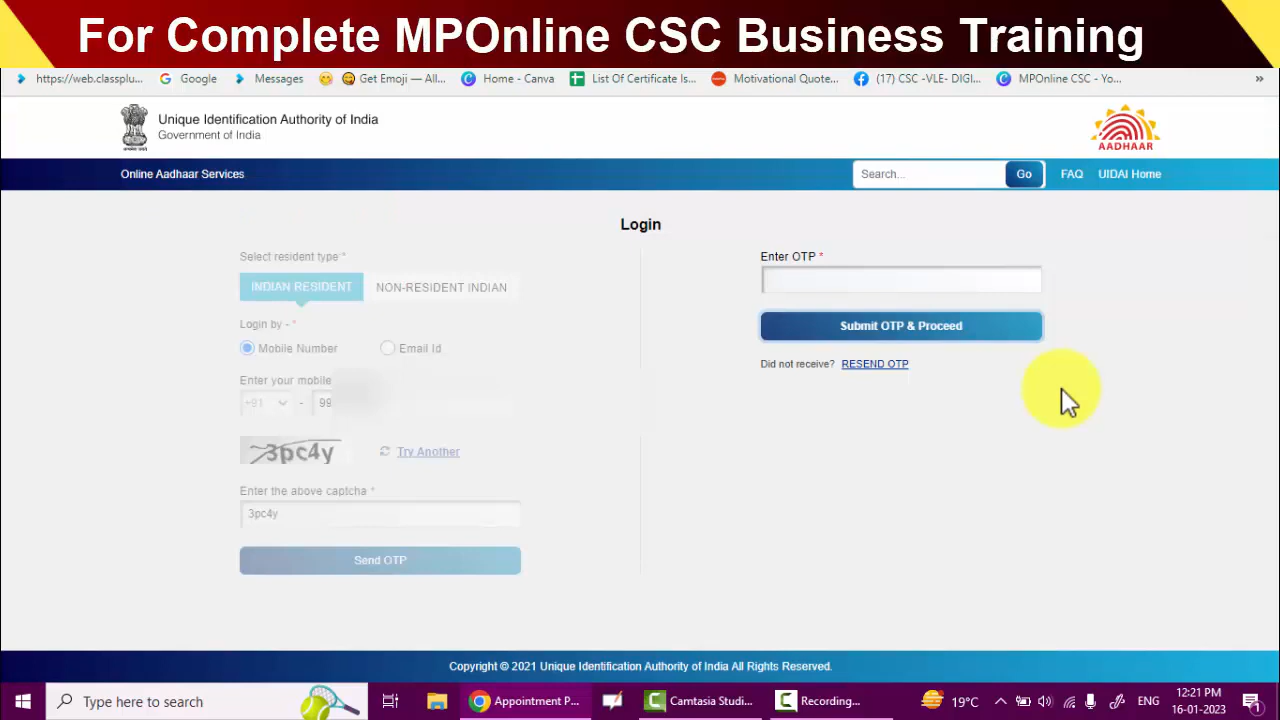 For Complete MPOnline CSC Business Training
https://web.classplu... Google Messages Get Emoji — All... Home - Canva List Of Certificate Is... Motivational Quote... (17) CSC -VLE- DIGI... MPOnline CSC - Yo... »
Unique Identification Authority of India
Government of India
AADHAAR
Online Aadhaar Services Search... Go FAQ UIDAI Home
Login
Select resident type *
INDIAN RESIDENT NON-RESIDENT INDIAN
Login by - *
Mobile Number Email Id
Enter your mobile
+91 - 99
3pc4y Try Another
Enter the above captcha *
3pc4y
Send OTP
Enter OTP *
Submit OTP & Proceed
Did not receive? RESEND OTP
Copyright © 2021 Unique Identification Authority of India All Rights Reserved.
Type here to search Appointment P... Camtasia Studi... Recording... 19°C ENG 12:21 PM
16-01-2023 1